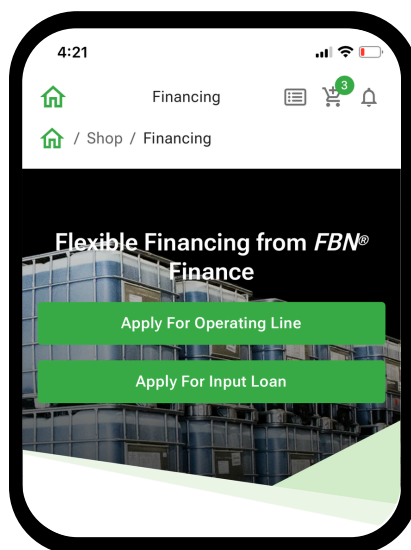 4:21
Financing
3
/ Shop / Financing
Flexible Financing from FBN®
Finance
Apply For Operating Line
Apply For Input Loan